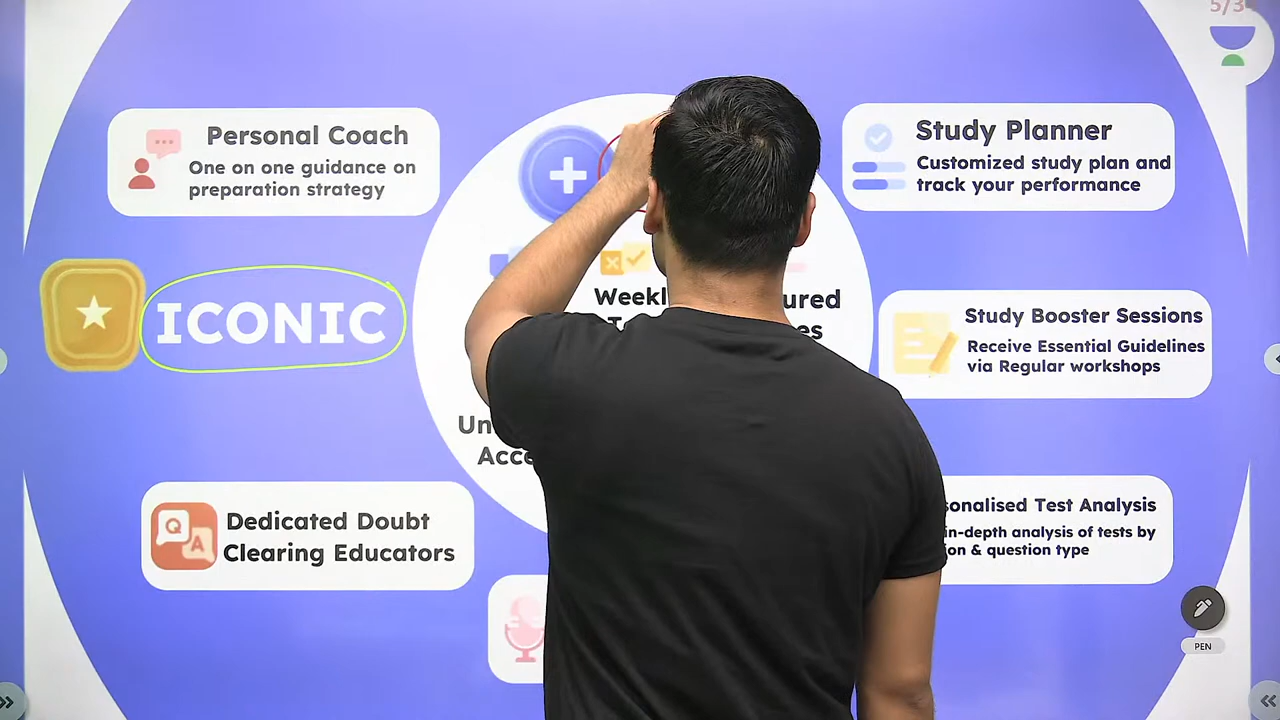 5/3
Personal Coach
One on one guidance on
preparation strategy
Study Planner
Customized study plan and
track your performance
ICONIC
Study Booster Sessions
Receive Essential Guidelines
via Regular workshops
Q
A
Dedicated Doubt
Clearing Educators
Test Analysis
in-depth analysis of tests by
& question type
PEN